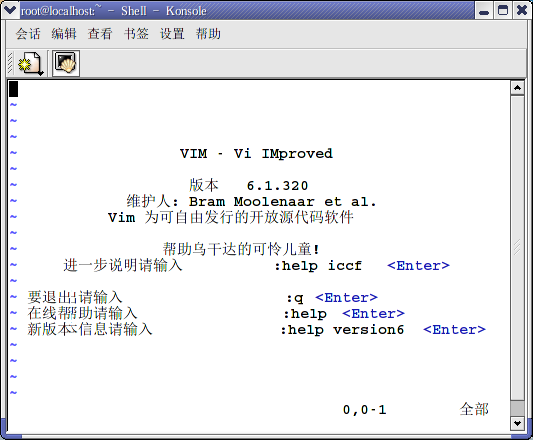 root@localhost:~ - Shell - Konsole
会话 编辑 查看 书签 设置 帮助
~
~
~
~ VIM - Vi IMproved
~
~ 版本 6.1.320
~ 维护人: Bram Moolenaar et al.
~ Vim 为可自由发行的开放源代码软件
~
~ 帮助乌干达的可怜儿童!
~ 进一步说明请输入 :help iccf <Enter>
~
~ 要退出请输入 :q <Enter>
~ 在线帮助请输入 :help <Enter>
~ 新版本信息请输入 :help version6 <Enter>
~
~
~
~
0,0-1 全部